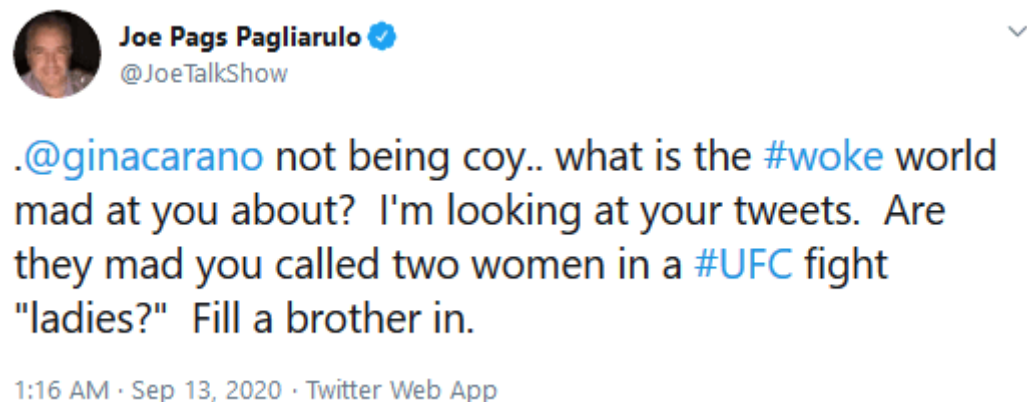 Joe Pags Pagliarulo
@JoeTalkShow
.@ginacarano not being coy.. what is the #woke world
mad at you about?  I'm looking at your tweets.  Are
they mad you called two women in a #UFC fight
"ladies?"  Fill a brother in.
1:16 AM · Sep 13, 2020 · Twitter Web App